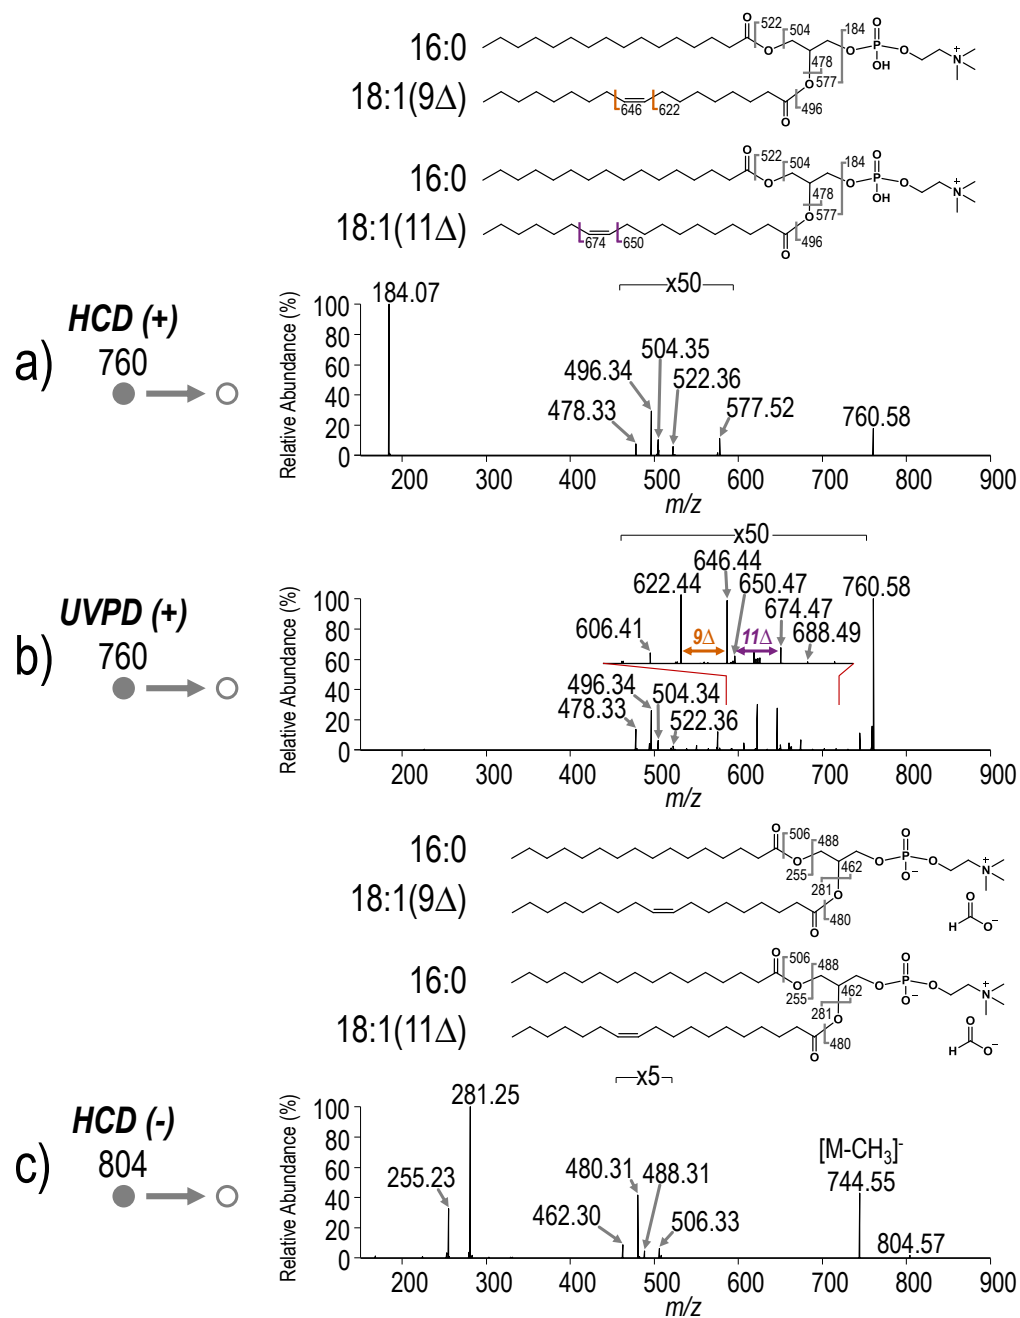 16:0
O
O
522
504
184
O
P
OH
O
N
+
478
577
O
18:1(9Δ)
646
622
O
496
16:0
O
O
522
504
184
O
P
OH
O
N
+
478
577
O
18:1(11Δ)
674
650
O
496
a)
HCD (+)
760
Relative Abundance (%)
100
80
60
40
20
0
184.07
x50
478.33
496.34
504.35
522.36
577.52
760.58
200
300
400
500
600
700
800
900
m/z
b)
UVPD (+)
760
Relative Abundance (%)
100
80
60
40
20
0
x50
606.41
622.44
646.44
650.47
674.47
688.49
760.58
9Δ
11Δ
478.33
496.34
504.34
522.36
200
300
400
500
600
700
800
900
m/z
16:0
O
O
506
488
255
O
P
O
O⁻
O
N
+
462
281
O
18:1(9Δ)
O
480
H
O
O⁻
16:0
O
O
506
488
255
O
P
O
O⁻
O
N
+
462
281
O
18:1(11Δ)
O
480
H
O
O⁻
c)
HCD (-)
804
Relative Abundance (%)
100
80
60
40
20
0
x5
255.23
281.25
462.30
480.31
488.31
506.33
[M-CH₃]⁻
744.55
804.57
200
300
400
500
600
700
800
900
m/z